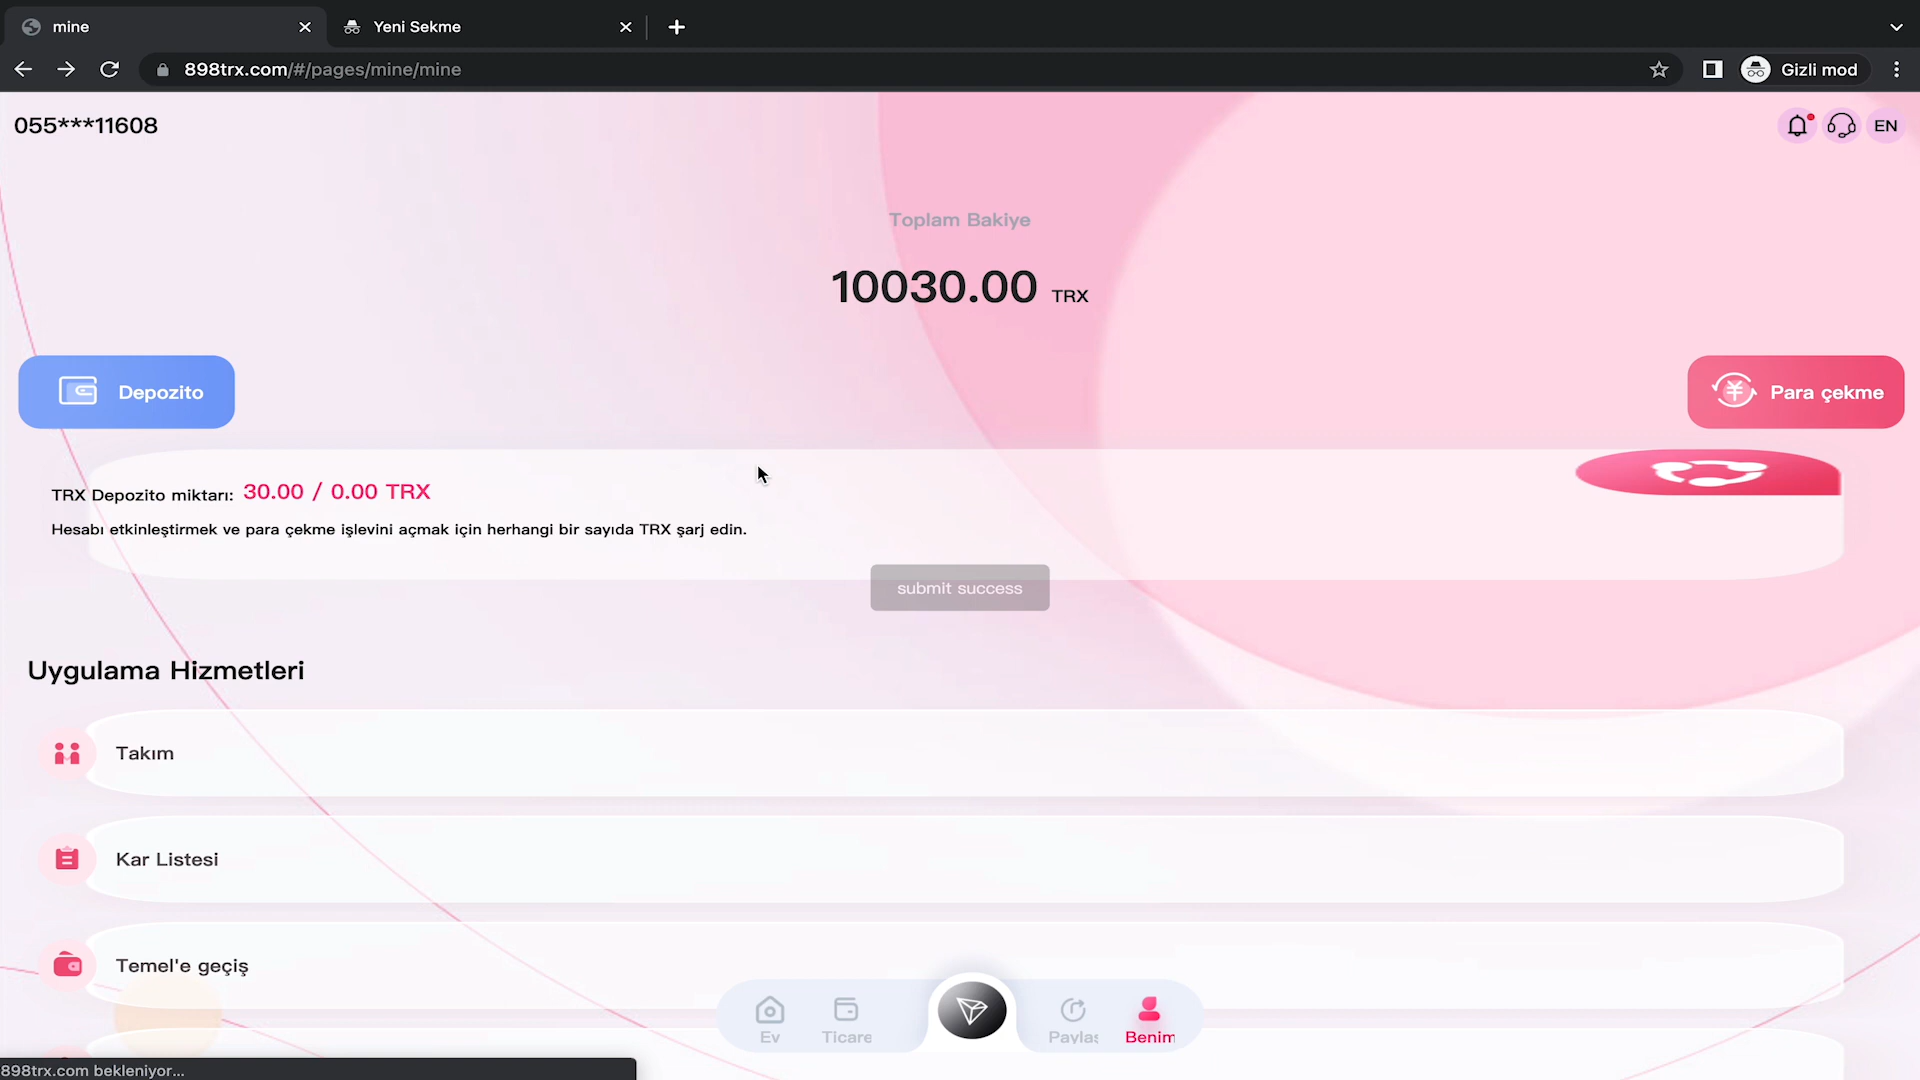 mine
Yeni Sekme
898trx.com/#/pages/mine/mine
Gizli mod
055***11608
EN
Toplam Bakiye
10030.00 TRX
Depozito
Para çekme
TRX Depozito miktarı: 30.00 / 0.00 TRX
Hesabı etkinleştirmek ve para çekme işlevini açmak için herhangi bir sayıda TRX şarj edin.
submit success
Uygulama Hizmetleri
Takım
Kar Listesi
Temel'e geçiş
Ev
Ticare
Paylaş
Benim
898trx.com bekleniyor...